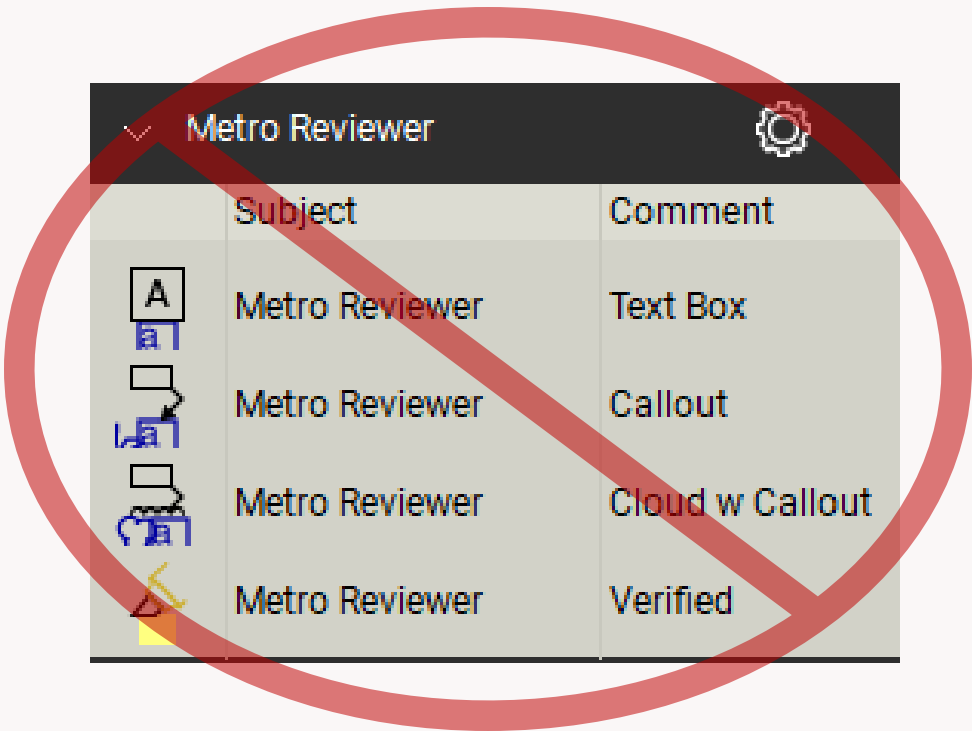 Metro Reviewer
Subject Comment
A
a
Metro Reviewer Text Box
a
Metro Reviewer Callout
a
Metro Reviewer Cloud w Callout
Metro Reviewer Verified